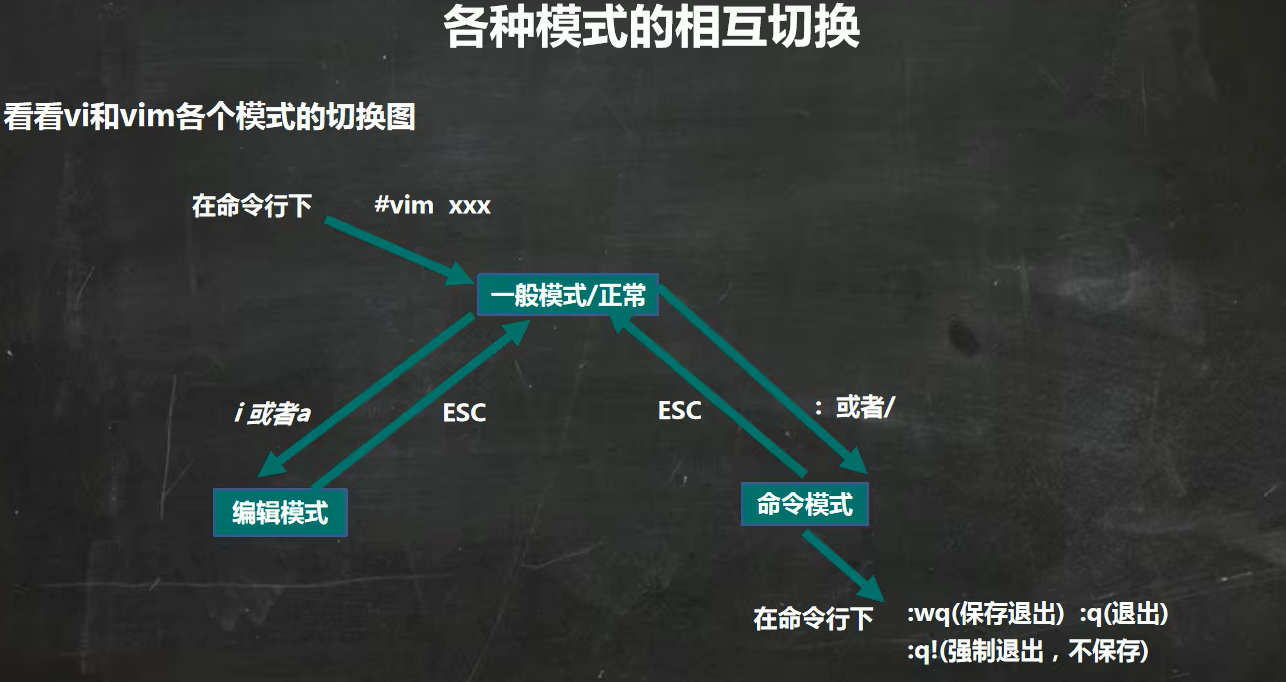 各种模式的相互切换
看看vi和vim各个模式的切换图
在命令行下 #vim xxx
一般模式/正常
i 或者a
ESC
ESC
：或者/
编辑模式
命令模式
在命令行下
:wq(保存退出) :q(退出)
:q!(强制退出，不保存)